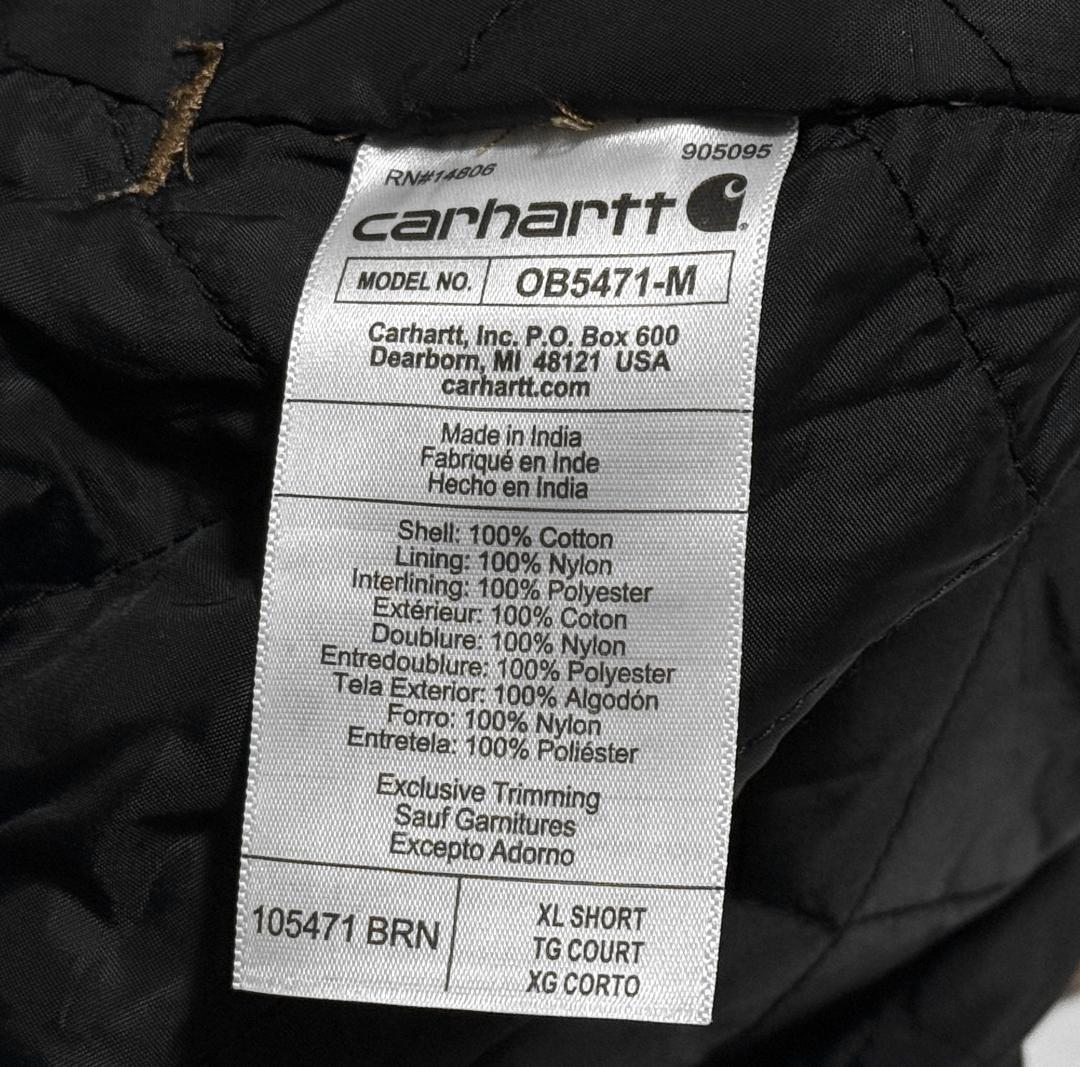 RN#14806 905095
carhartt
MODEL NO. OB5471-M
Carhartt, Inc. P.O. Box 600
Dearborn, MI 48121 USA
carhartt.com
Made in India
Fabriqué en Inde
Hecho en India
Shell: 100% Cotton
Lining: 100% Nylon
Interlining: 100% Polyester
Extérieur: 100% Coton
Doublure: 100% Nylon
Entredoublure: 100% Polyester
Tela Exterior: 100% Algodón
Forro: 100% Nylon
Entretela: 100% Poliéster
Exclusive Trimming
Sauf Garnitures
Excepto Adorno
105471 BRN
XL SHORT
TG COURT
XG CORTO